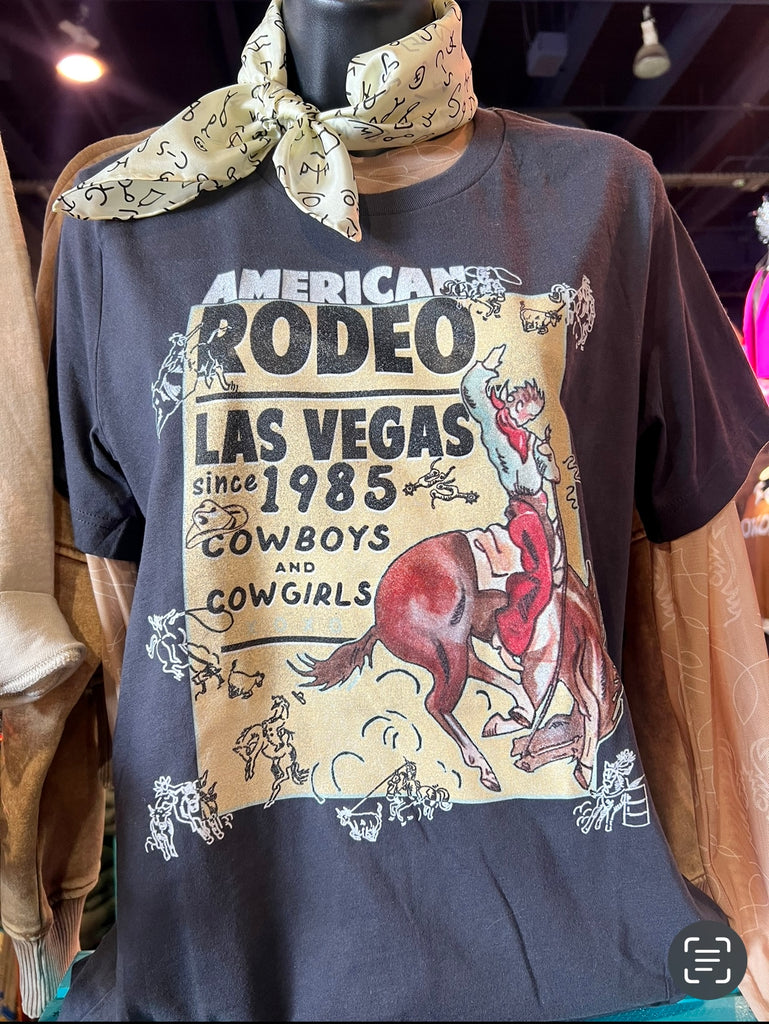 AMERICAN
RODEO
LAS VEGAS
since 1985
COWBOYS
AND
COWGIRLS